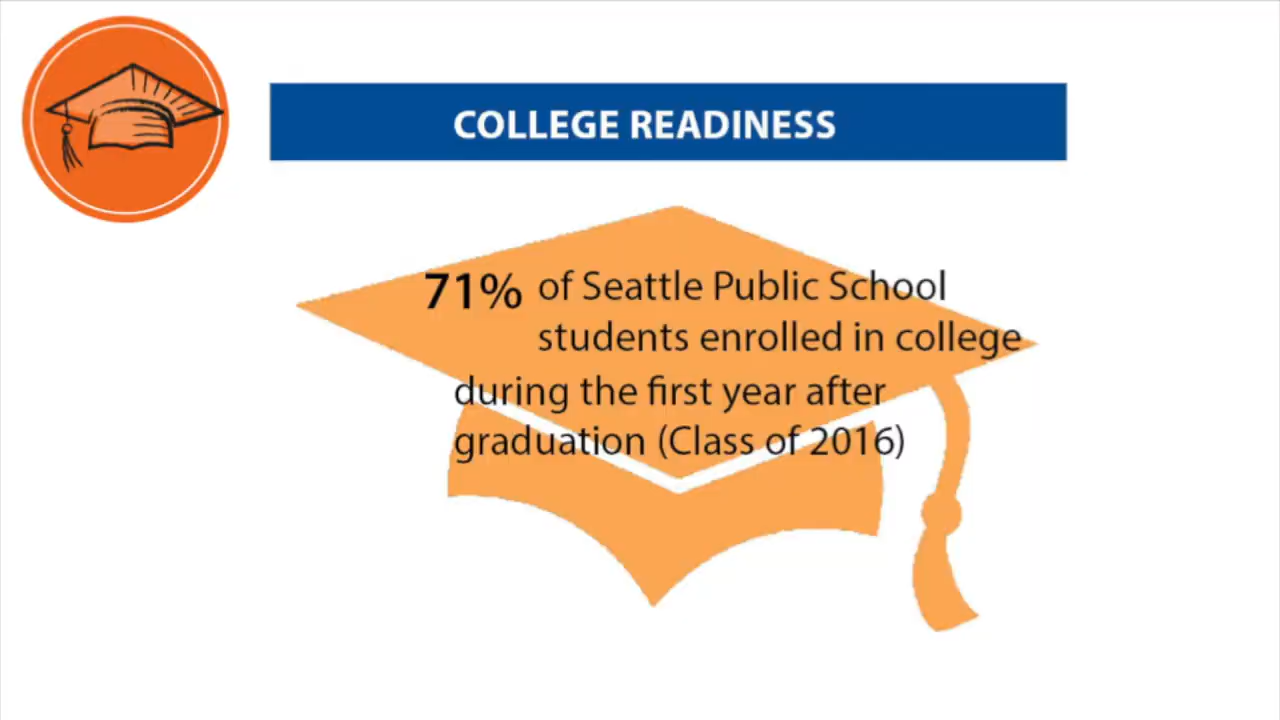 COLLEGE READINESS
71% of Seattle Public School
students enrolled in college
during the first year after
graduation (Class of 2016)